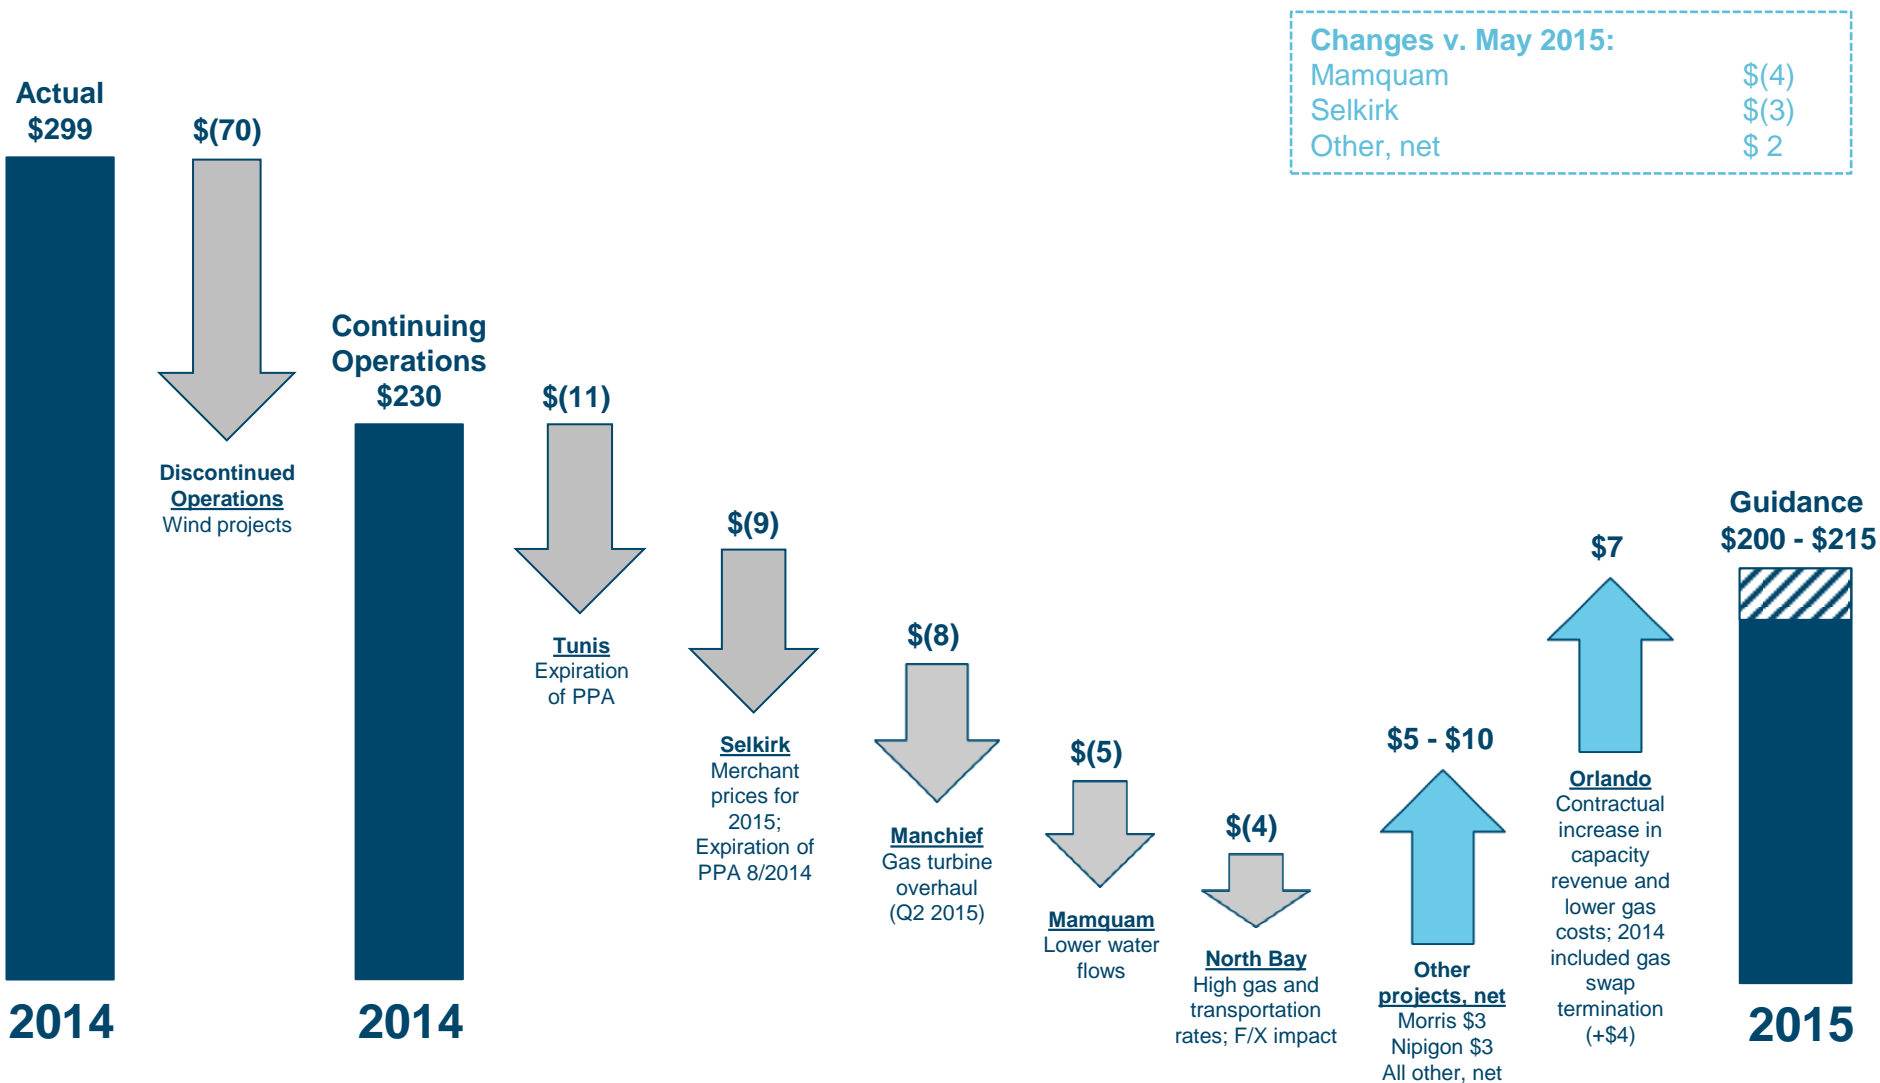 Changes v. May 2015:
Mamquam $(4)
Selkirk $(3)
Other, net $ 2
Actual
$299
2014
$(70)
Discontinued
Operations
Wind projects
Continuing
Operations
$230
2014
$(11)
Tunis
Expiration
of PPA
$(9)
Selkirk
Merchant
prices for
2015;
Expiration of
PPA 8/2014
$(8)
Manchief
Gas turbine
overhaul
(Q2 2015)
$(5)
Mamquam
Lower water
flows
$(4)
North Bay
High gas and
transportation
rates; F/X impact
$5 - $10
Other
projects, net
Morris $3
Nipigon $3
All other, net
$7
Orlando
Contractual
increase in
capacity
revenue and
lower gas
costs; 2014
included gas
swap
termination
(+$4)
Guidance
$200 - $215
2015